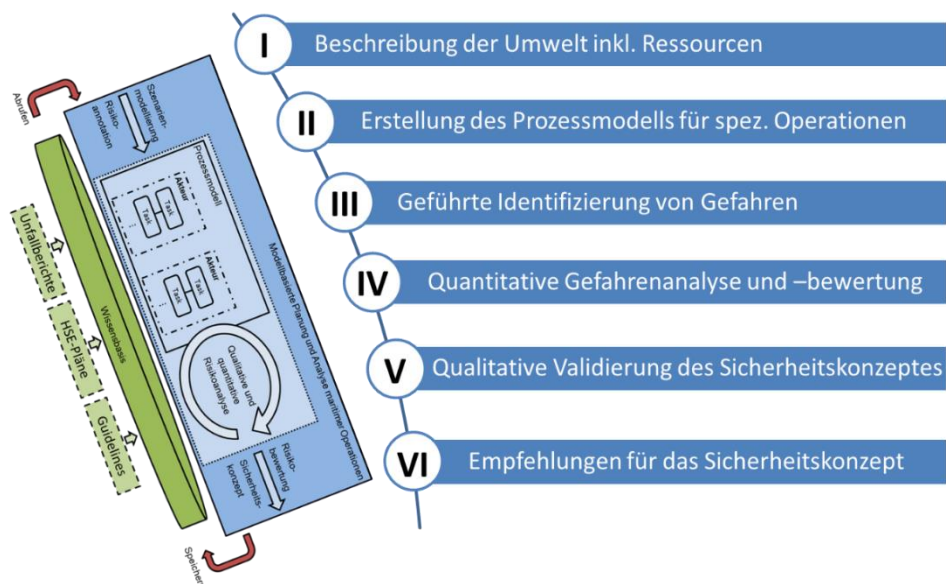 I
Beschreibung der Umwelt inkl. Ressourcen
II
Erstellung des Prozessmodells für spez. Operationen
III
Geführte Identifizierung von Gefahren
IV
Quantitative Gefahrenanalyse und –bewertung
V
Qualitative Validierung des Sicherheitskonzeptes
VI
Empfehlungen für das Sicherheitskonzept
Abrufen
Szenarien-
modellierung
Risiko-
annotation
Prozessmodell
Akteur
Task
Task
...
Akteur
Task
Task
...
Qualitative und
quantitative
Risikoanalyse
Modellbasierte Planung und Analyse maritimer Operationen
Risiko-
bewertung
Sicherheits-
konzept
Wissensbasis
Unfallberichte
HSE-Pläne
Guidelines
Speicher